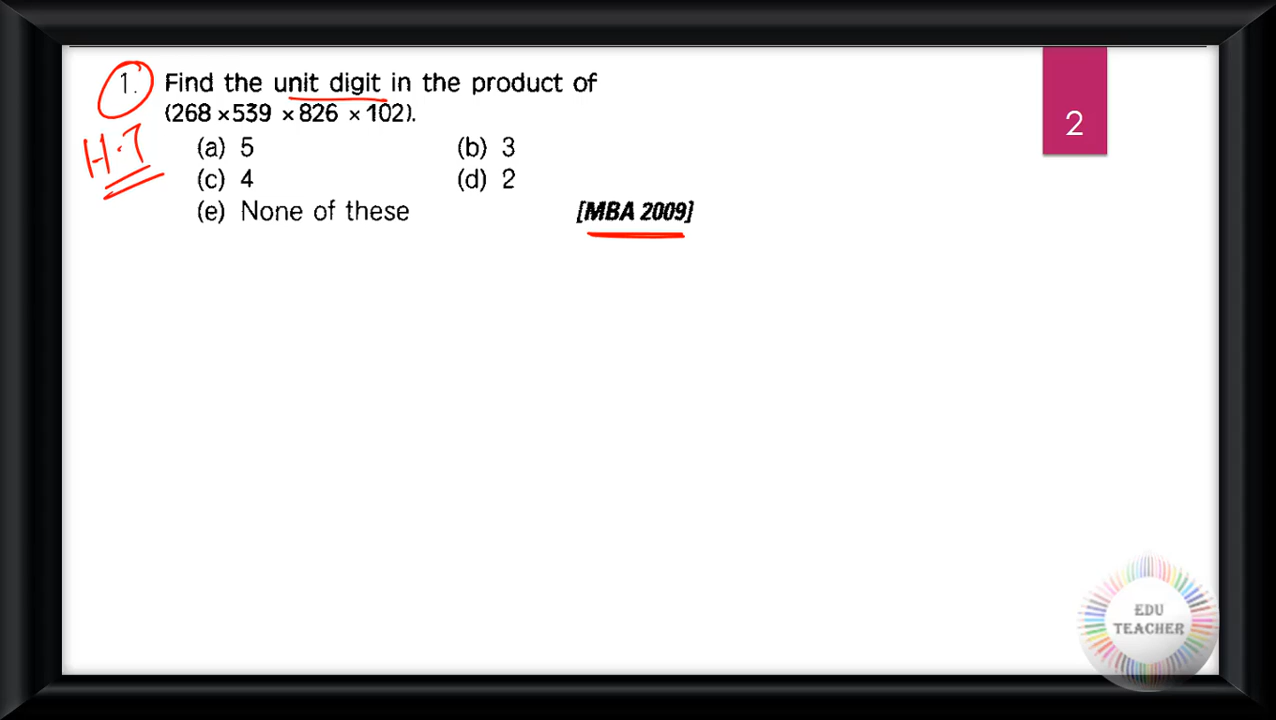 1. Find the unit digit in the product of
(268 ×539 ×826 ×102).
H.T
(a) 5 (b) 3
(c) 4 (d) 2
(e) None of these [MBA 2009]
2
EDU
TEACHER